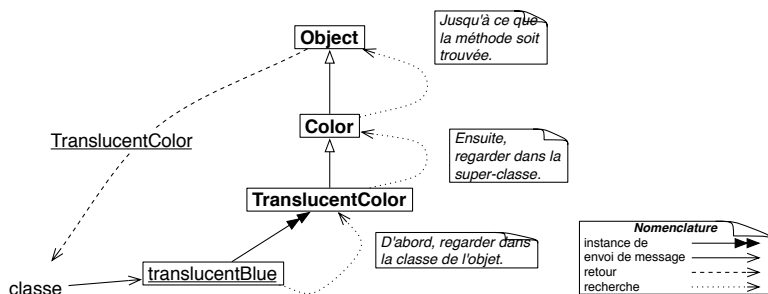 Object
Jusqu'à ce que
la méthode soit
trouvée.
TranslucentColor
Color
Ensuite,
regarder dans la
super-classe.
TranslucentColor
D'abord, regarder dans
la classe de l'objet.
classe
translucentBlue
Nomenclature
instance de
envoi de message
retour
recherche